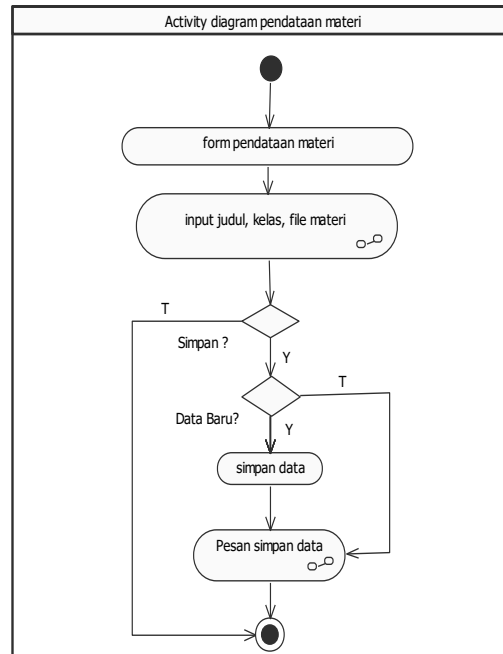 Activity diagram pendataan materi
form pendataan materi
input judul, kelas, file materi
T
Simpan ?
Y
T
Data Baru?
Y
simpan data
Pesan simpan data